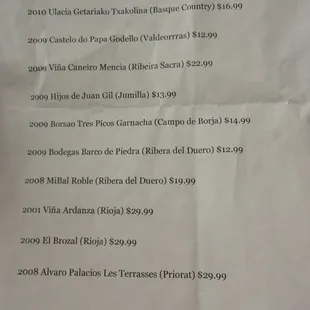 2010 Ulacia Getariako Txakolina (Basque Country) $16.99
2009 Castelo do Papa Godello (Valdeorrras) $12.99
2009 Viña Caneiro Mencia (Ribeira Sacra) $22.99
2009 Hijos de Juan Gil (Jumilla) $13.99
2009 Borsao Tres Picos Garnacha (Campo de Borja) $14.99
2009 Bodegas Barco de Piedra (Ribera del Duero) $12.99
2008 MiBal Roble (Ribera del Duero) $19.99
2001 Viña Ardanza (Rioja) $29.99
2009 El Brozal (Rioja) $29.99
2008 Alvaro Palacios Les Terrasses (Priorat) $29.99